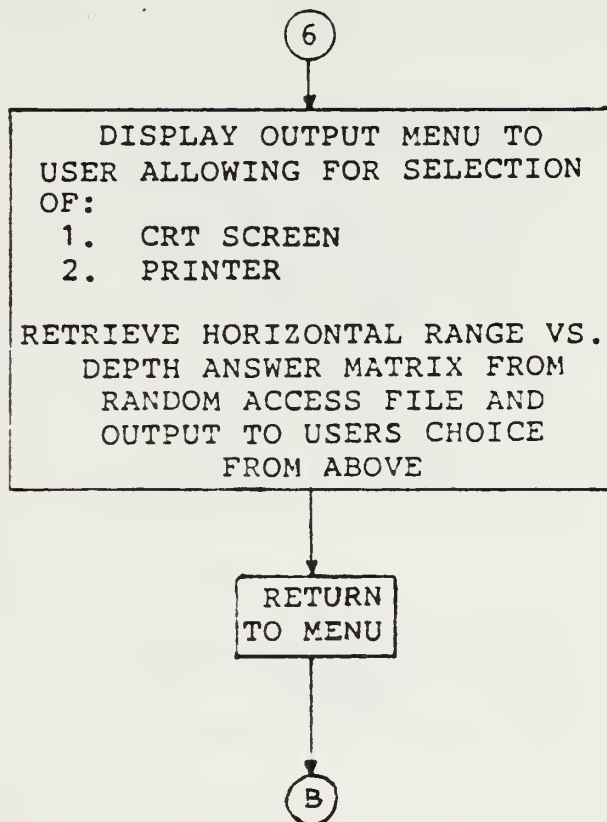 6
DISPLAY OUTPUT MENU TO
USER ALLOWING FOR SELECTION
OF:
1. CRT SCREEN
2. PRINTER
RETRIEVE HORIZONTAL RANGE VS.
DEPTH ANSWER MATRIX FROM
RANDOM ACCESS FILE AND
OUTPUT TO USERS CHOICE
FROM ABOVE
RETURN
TO MENU
B